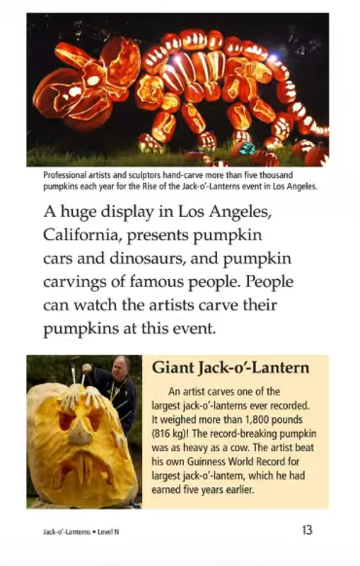 Professional artists and sculptors hand-carve more than five thousand
pumpkins each year for the Rise of the Jack-o'-Lanterns event in Los Angeles.
A huge display in Los Angeles,
California, presents pumpkin
cars and dinosaurs, and pumpkin
carvings of famous people. People
can watch the artists carve their
pumpkins at this event.
Giant Jack-o'-Lantern
An artist carves one of the
largest jack-o'-lanterns ever recorded.
It weighed more than 1,800 pounds
(816 kg)! The record-breaking pumpkin
was as heavy as a cow. The artist beat
his own Guinness World Record for
largest jack-o'-lantern, which he had
earned five years earlier.
Jack-o'-Lanterns • Level N
13